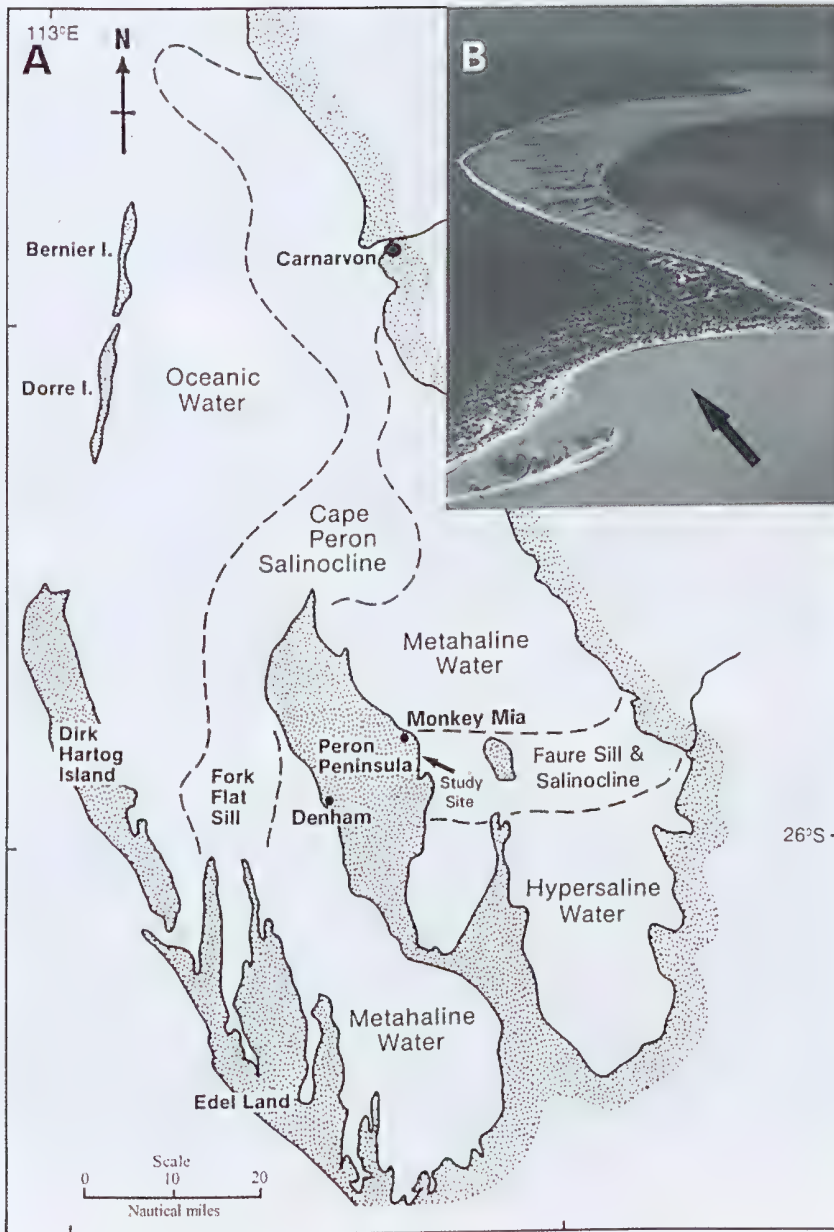 113°E
A
N
B
Bernier I.
Carnarvon
Dorre I.
Oceanic
Water
Cape
Peron
Salinocline
Metahaline
Water
Monkey Mia
Dirk
Hartog
Island
Peron
Peninsula
Faure Sill &
Salinocline
Study
Site
Fork
Flat
Sill
Denham
26°S
Hypersaline
Water
Metahaline
Water
Edel Land
Scale
0 10 20
Nautical miles